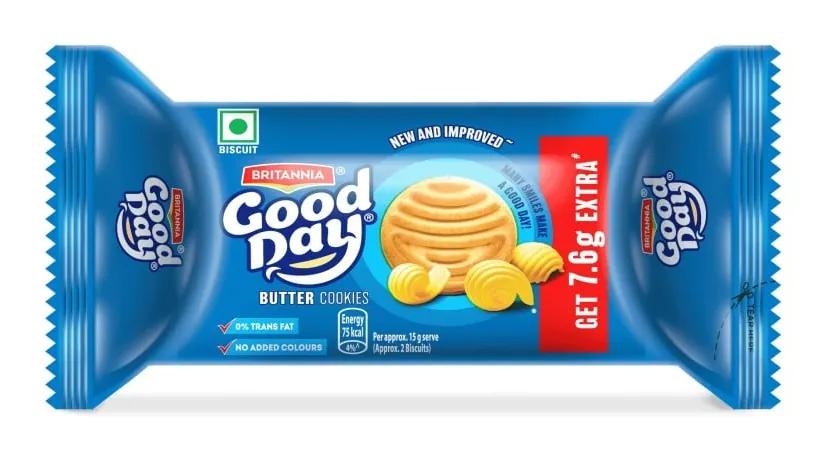 BISCUIT
BRITANNIA®
Good
Day®
BUTTER COOKIES
0% TRANS FAT
NO ADDED COLOURS
Energy
75 kcal
4%^
Per approx. 15 g serve
(Approx. 2 Biscuits)
NEW AND IMPROVED~
MANY SMILES MAKE
A GOOD DAY!
GET 7.6g EXTRA#
BRITANNIA
Good
Day®
BRITANNIA
Good
Day®
TEAR HERE